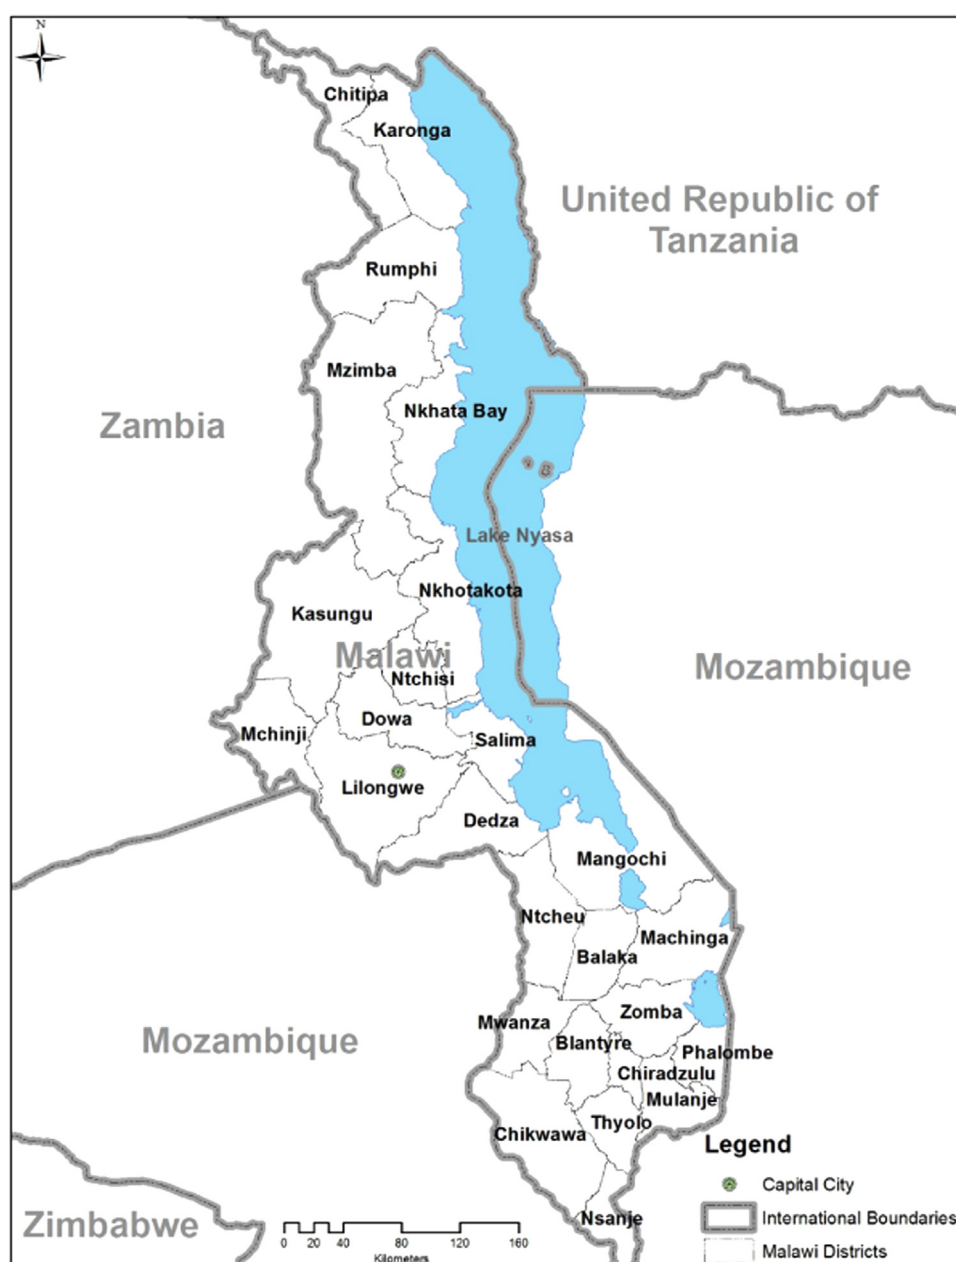 N
Chitipa
Karonga
United Republic of
Tanzania
Rumphi
Mzimba
Nkhata Bay
Zambia
Lake Nyasa
Nkhotakota
Kasungu
Malawi
Mozambique
Ntchisi
Dowa
Mchinji
Salima
Lilongwe
Dedza
Mangochi
Ntcheu
Machinga
Balaka
Zomba
Mwanza
Mozambique
Blantyre
Phalombe
Chiradzulu
Mulanje
Thyolo
Chikwawa
Legend
Capital City
Nsanje
International Boundaries
Zimbabwe
0 20 40 80 120 160
Kilometers
Malawi Districts